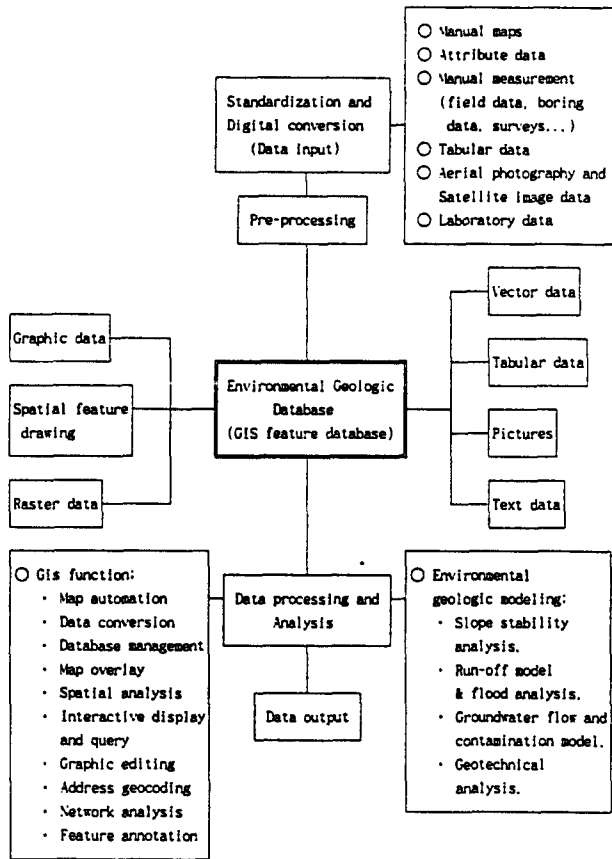 ○ Manual maps
○ Attribute data
○ Manual measurement
(field data, boring
data, surveys...)
○ Tabular data
○ Aerial photography and
Satellite image data
○ Laboratory data
Standardization and
Digital conversion
(Data input)
Pre-processing
Graphic data
Spatial feature
drawing
Raster data
Environmental Geologic
Database
(GIS feature database)
Vector data
Tabular data
Pictures
Text data
○ Gis function:
· Map automation
· Data conversion
· Database management
· Map overlay
· Spatial analysis
· Interactive display
and query
· Graphic editing
· Address geocoding
· Network analysis
· Feature annotation
Data processing and
Analysis
Data output
○ Environmental
geologic modeling:
· Slope stability
analysis.
· Run-off model
& flood analysis.
· Groundwater flow and
contamination model.
· Geotechnical
analysis.